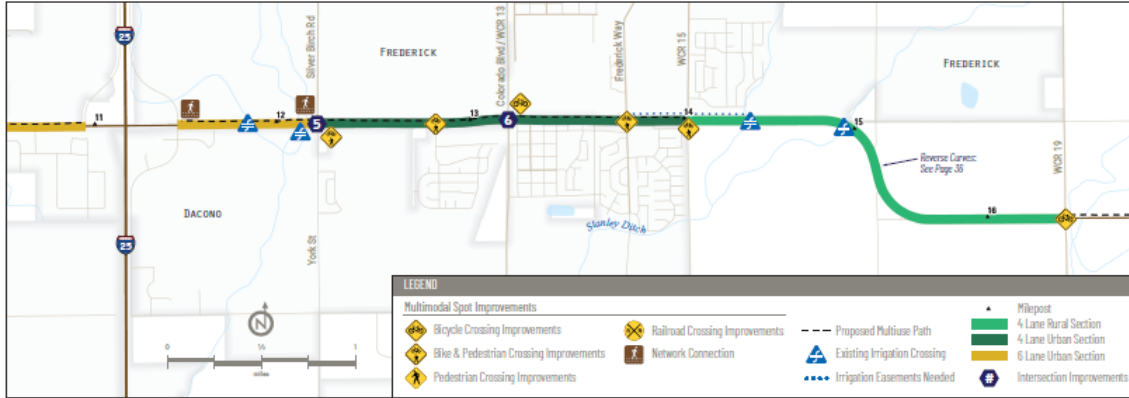 25
Silver Birch Rd
FREDERICK
Colorado Blvd / WCR 13
Frederick Way
WCR 15
FREDERICK
11
12
5
13
6
14
15
Reverse Curves:
See Page 36
WCR 19
DACONO
Stanley Ditch
16
25
York St
N
0
½
1
miles
LEGEND
Multimodal Spot Improvements
Bicycle Crossing Improvements
Bike & Pedestrian Crossing Improvements
Pedestrian Crossing Improvements
Railroad Crossing Improvements
Network Connection
Proposed Multiuse Path
Existing Irrigation Crossing
Irrigation Easements Needed
Milepost
4 Lane Rural Section
4 Lane Urban Section
6 Lane Urban Section
# Intersection Improvements